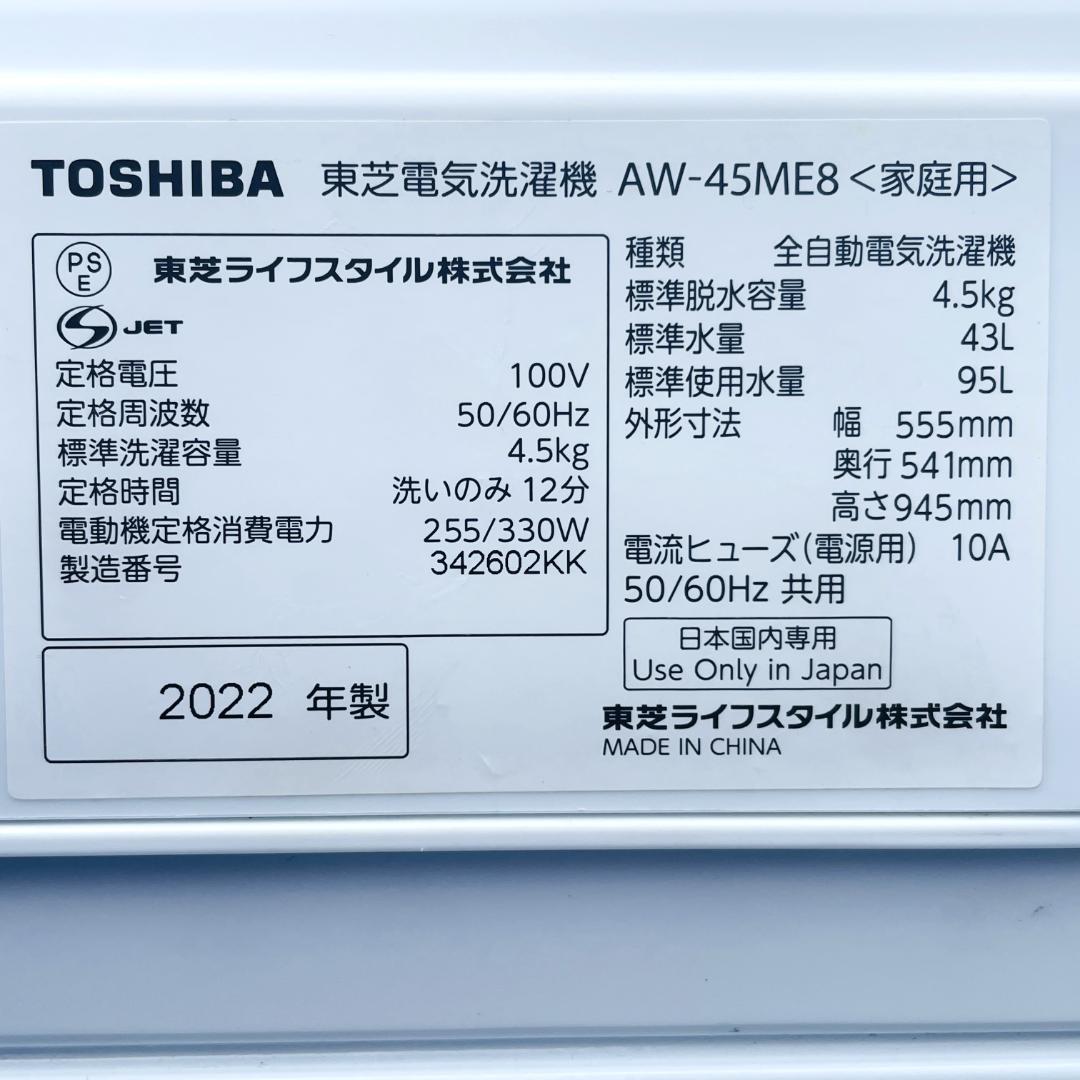 TOSHIBA 東芝電気洗濯機 AW-45ME8 <家庭用>
PSE 東芝ライフスタイル株式会社
S JET
定格電圧 100V
定格周波数 50/60Hz
標準洗濯容量 4.5kg
定格時間 洗いのみ 12分
電動機定格消費電力 255/330W
製造番号 342602KK
2022 年製
種類 全自動電気洗濯機
標準脱水容量 4.5kg
標準水量 43L
標準使用水量 95L
外形寸法 幅 555mm
奥行 541mm
高さ 945mm
電流ヒューズ(電源用) 10A
50/60Hz 共用
日本国内専用
Use Only in Japan
東芝ライフスタイル株式会社
MADE IN CHINA